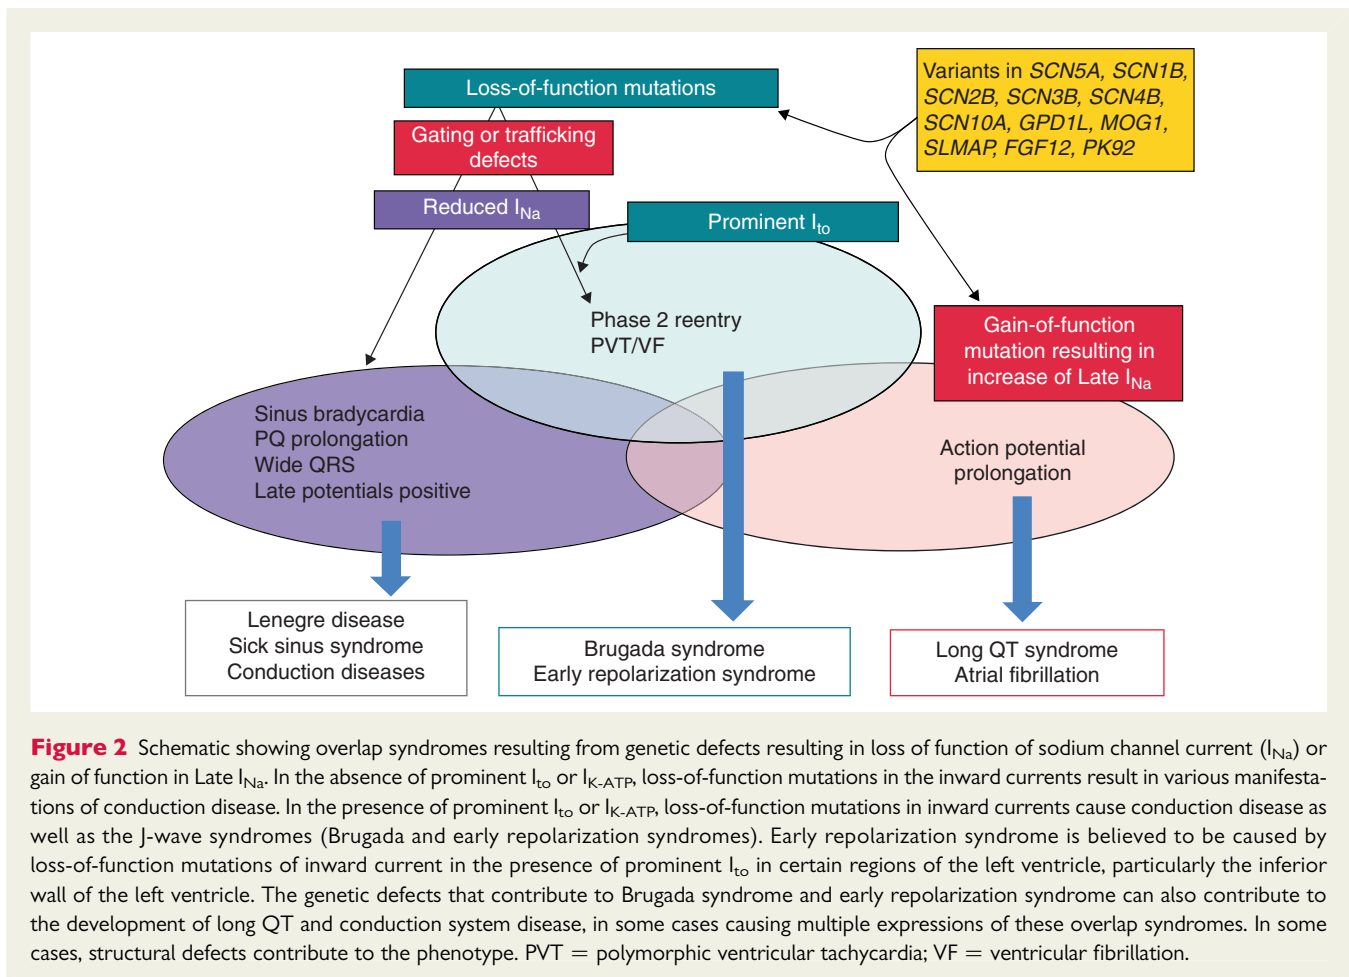 Loss-of-function mutations
Variants in SCN5A, SCN1B,
SCN2B, SCN3B, SCN4B,
SCN10A, GPD1L, MOG1,
SLMAP, FGF12, PK92
Gating or trafficking
defects
Reduced I_Na
Prominent I_to
Phase 2 reentry
PVT/VF
Gain-of-function
mutation resulting in
increase of Late I_Na
Sinus bradycardia
PQ prolongation
Wide QRS
Late potentials positive
Action potential
prolongation
Lenegre disease
Sick sinus syndrome
Conduction diseases
Brugada syndrome
Early repolarization syndrome
Long QT syndrome
Atrial fibrillation
Figure 2 Schematic showing overlap syndromes resulting from genetic defects resulting in loss of function of sodium channel current (I_Na) or
gain of function in Late I_Na. In the absence of prominent I_to or I_K-ATP, loss-of-function mutations in the inward currents result in various manifesta-
tions of conduction disease. In the presence of prominent I_to or I_K-ATP, loss-of-function mutations in inward currents cause conduction disease as
well as the J-wave syndromes (Brugada and early repolarization syndromes). Early repolarization syndrome is believed to be caused by
loss-of-function mutations of inward current in the presence of prominent I_to in certain regions of the left ventricle, particularly the inferior
wall of the left ventricle. The genetic defects that contribute to Brugada syndrome and early repolarization syndrome can also contribute to
the development of long QT and conduction system disease, in some cases causing multiple expressions of these overlap syndromes. In some
cases, structural defects contribute to the phenotype. PVT = polymorphic ventricular tachycardia; VF = ventricular fibrillation.